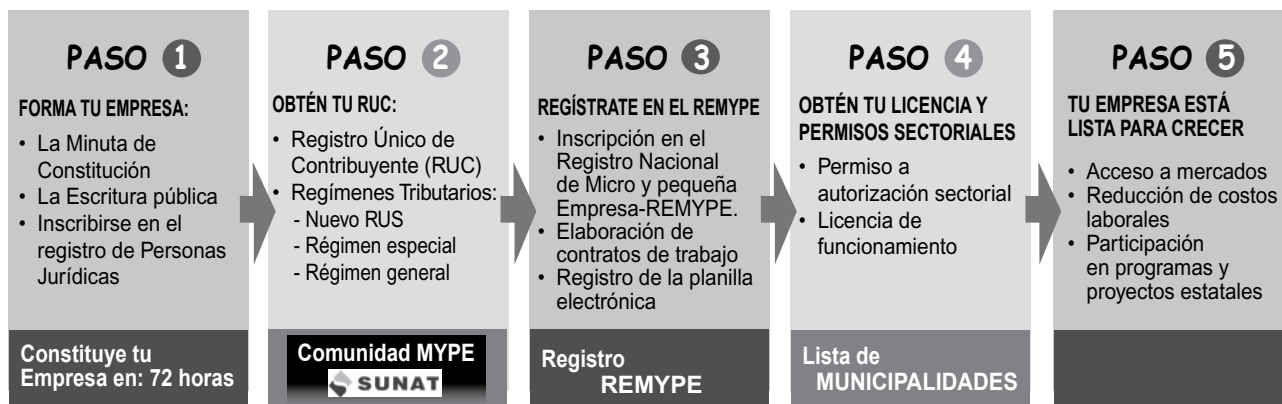 PASO 1
FORMA TU EMPRESA:
• La Minuta de
Constitución
• La Escritura pública
• Inscribirse en el
registro de Personas
Jurídicas
Constituye tu
Empresa en: 72 horas
PASO 2
OBTÉN TU RUC:
• Registro Único de
Contribuyente (RUC)
• Regímenes Tributarios:
- Nuevo RUS
- Régimen especial
- Régimen general
Comunidad MYPE
SUNAT
PASO 3
REGÍSTRATE EN EL REMYPE
• Inscripción en el
Registro Nacional
de Micro y pequeña
Empresa-REMYPE.
• Elaboración de
contratos de trabajo
• Registro de la planilla
electrónica
Registro
REMYPE
PASO 4
OBTÉN TU LICENCIA Y
PERMISOS SECTORIALES
• Permiso a
autorización sectorial
• Licencia de
funcionamiento
Lista de
MUNICIPALIDADES
PASO 5
TU EMPRESA ESTÁ
LISTA PARA CRECER
• Acceso a mercados
• Reducción de costos
laborales
• Participación
en programas y
proyectos estatales